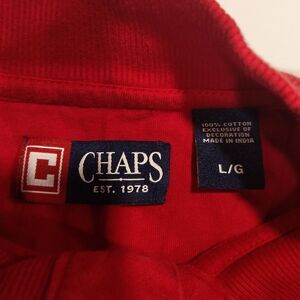 C
CHAPS
EST. 1978
100% COTTON
EXCLUSIVE OF
DECORATION
MADE IN INDIA
L/G